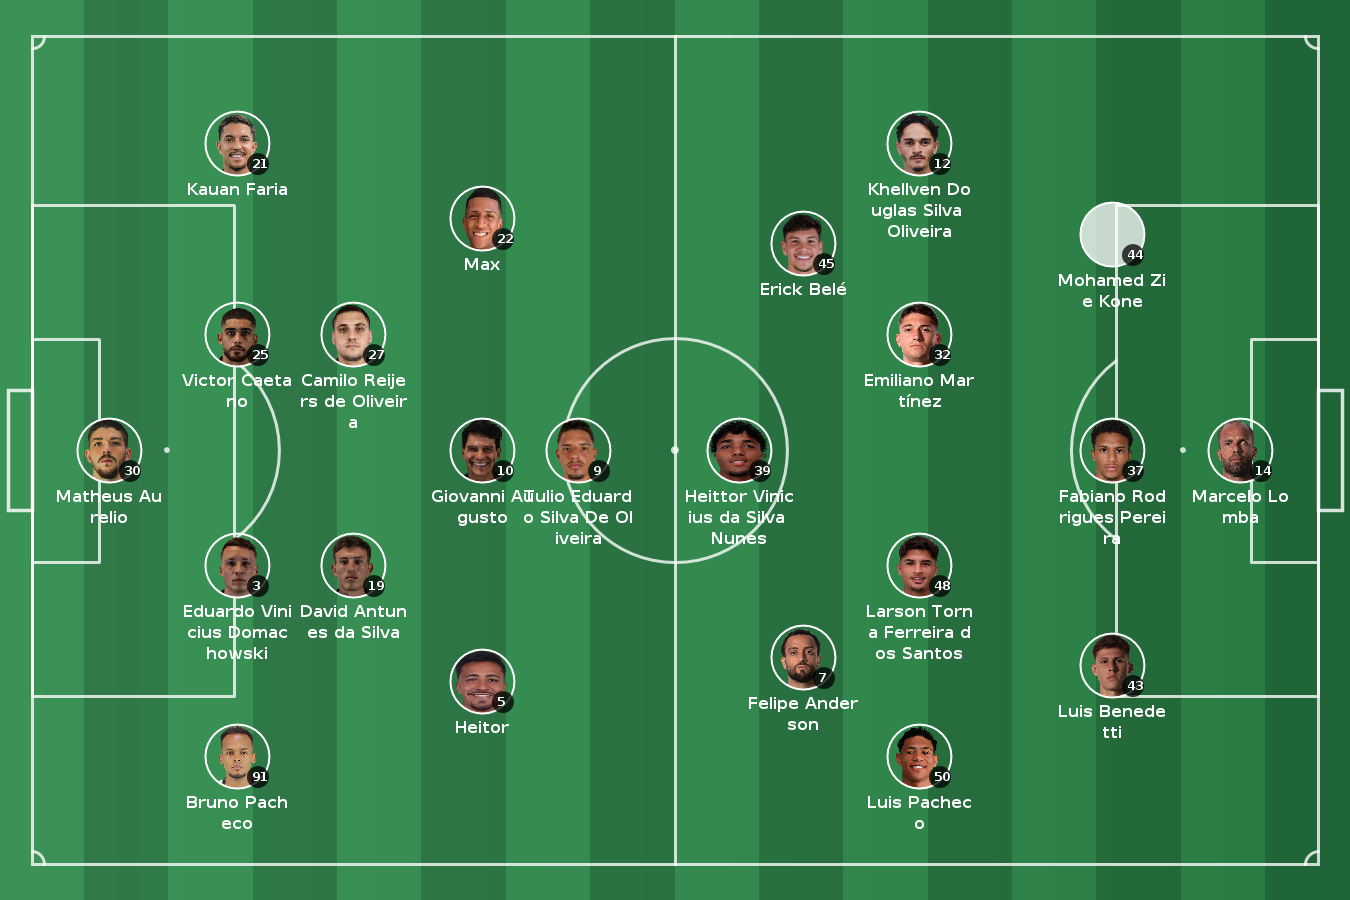 21
Kauan Faria
22
Max
25
Victor Caeta
no
27
Camilo Reije
rs de Oliveir
a
30
Matheus Au
relio
10
Giovanni Au
gusto
9
Tulio Eduard
o Silva De Ol
iveira
3
Eduardo Vini
cius Domac
howski
19
David Antun
es da Silva
5
Heitor
91
Bruno Pach
eco
12
Khellven Do
uglas Silva
Oliveira
45
Erick Belé
44
Mohamed Zi
e Kone
32
Emiliano Mar
tínez
39
Heittor Vinic
ius da Silva
Nunes
37
Fabiano Rod
rigues Perei
ra
14
Marcelo Lo
mba
48
Larson Torn
a Ferreira d
os Santos
7
Felipe Ander
son
43
Luis Benede
tti
50
Luis Pachec
o